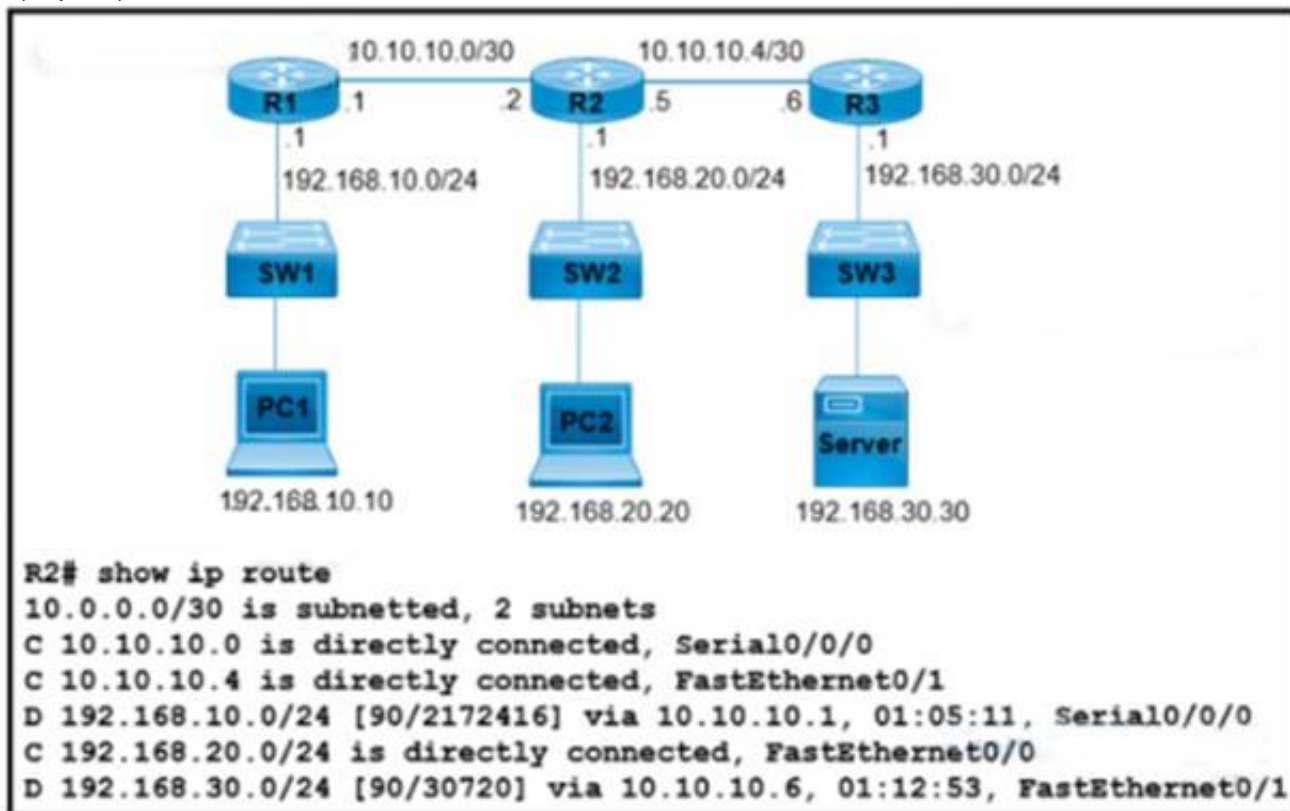 10.10.10.0/30 10.10.10.4/30
R1 .1 .2 R2 .5 .6 R3
.1 .1 .1
192.168.10.0/24 192.168.20.0/24 192.168.30.0/24
SW1 SW2 SW3
PC1 PC2 Server
192.168.10.10 192.168.20.20 192.168.30.30
R2# show ip route
10.0.0.0/30 is subnetted, 2 subnets
C 10.10.10.0 is directly connected, Serial0/0/0
C 10.10.10.4 is directly connected, FastEthernet0/1
D 192.168.10.0/24 [90/2172416] via 10.10.10.1, 01:05:11, Serial0/0/0
C 192.168.20.0/24 is directly connected, FastEthernet0/0
D 192.168.30.0/24 [90/30720] via 10.10.10.6, 01:12:53, FastEthernet0/1